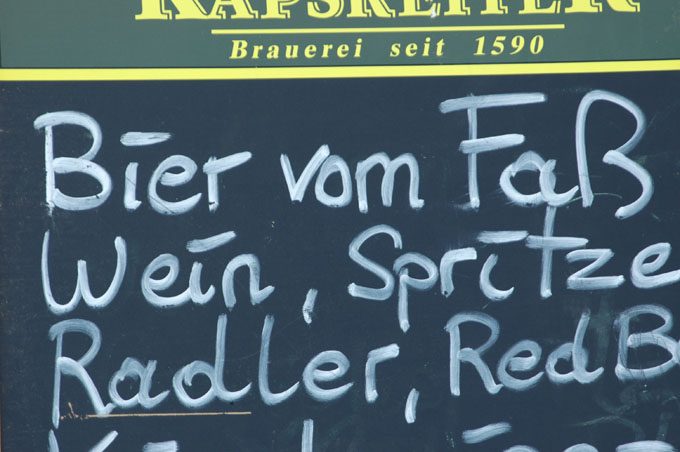 KAPSREITER
Brauerei seit 1590
Bier vom Faß
Wein, Spritze
Radler, Red B